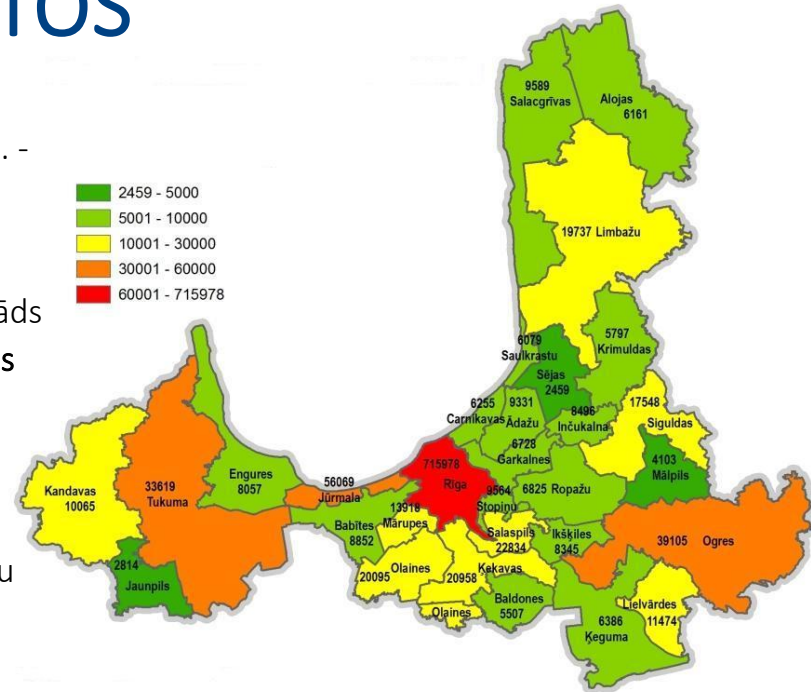 TOS
. -
āds
s
u
2459 - 5000
5001 - 10000
10001 - 30000
30001 - 60000
60001 - 715978
9589
Salacgrīvas
Alojas
6161
19737 Limbažu
5797
Krimuldas
6079
Saulkrastu
Sējas
2459
17548
Siguldas
6255
Carnikavas
9331
Ādažu
8496
Inčukalna
6728
Garkalnes
4103
Mālpils
715978
Rīga
9564
Stopiņu
6825 Ropažu
Engures
8057
56069
Jūrmala
33619
Tukuma
Kandavas
10065
13918
Mārupes
Babītes
8852
Salaspils
22834
Ikšķiles
8345
39105 Ogres
2814
Jaunpils
Olaines
20095
Ķekavas
20958
Olaines
Baldones
5507
Lielvārdes
11474
6386
Ķeguma